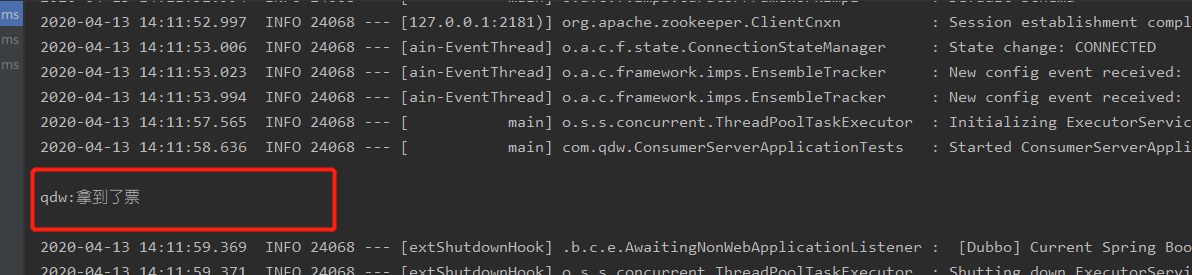 ms
ms
ms
2020-04-13 14:11:52.997 INFO 24068 --- [127.0.0.1:2181)] org.apache.zookeeper.ClientCnxn : Session establishment compl
2020-04-13 14:11:53.006 INFO 24068 --- [ain-EventThread] o.a.c.f.state.ConnectionStateManager : State change: CONNECTED
2020-04-13 14:11:53.023 INFO 24068 --- [ain-EventThread] o.a.c.framework.imps.EnsembleTracker : New config event received:
2020-04-13 14:11:53.994 INFO 24068 --- [ain-EventThread] o.a.c.framework.imps.EnsembleTracker : New config event received:
2020-04-13 14:11:57.565 INFO 24068 --- [ main] o.s.s.concurrent.ThreadPoolTaskExecutor : Initializing ExecutorServic
2020-04-13 14:11:58.636 INFO 24068 --- [ main] com.qdw.ConsumerServerApplicationTests : Started ConsumerServerAppli
qdw:拿到了票
2020-04-13 14:11:59.369 INFO 24068 --- [extShutdownHook] .b.c.e.AwaitingNonWebApplicationListener : [Dubbo] Current Spring Boo
2020-04-13 14:11:59.371 INFO 24068 --- [extShutdownHook] o.s.s.concurrent.ThreadPoolTaskExecutor : Shutting down ExecutorServic